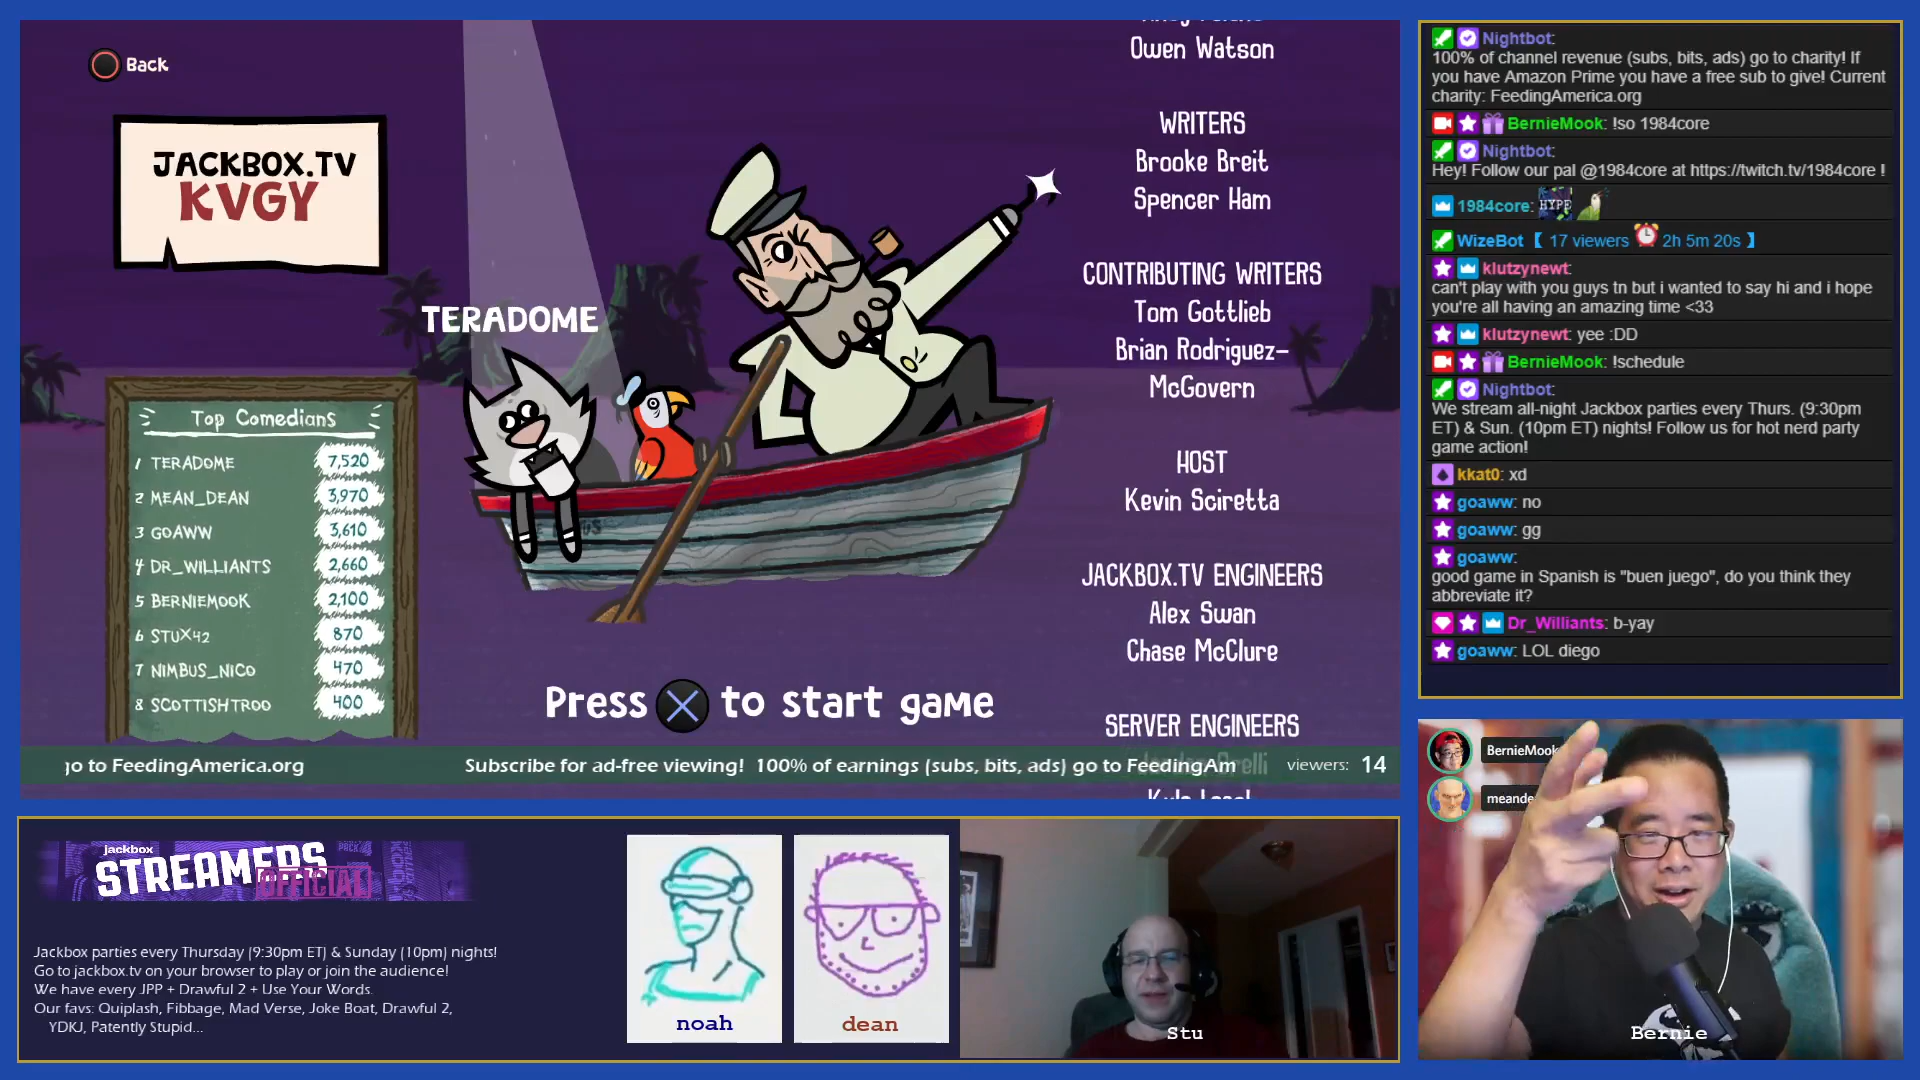 Back
JACKBOX.TV
KVGY
TERADOME
Top Comedians
1 TERADOME 7,520
2 MEAN_DEAN 3,970
3 GOAWW 3,610
4 DR_WILLIANTS 2,660
5 BERNIEMOOK 2,100
6 STUX42 870
7 NIMBUS_NICO 470
8 SCOTTISHTROO 400
Owen Watson
WRITERS
Brooke Breit
Spencer Ham
CONTRIBUTING WRITERS
Tom Gottlieb
Brian Rodriguez-
McGovern
HOST
Kevin Sciretta
JACKBOX.TV ENGINEERS
Alex Swan
Chase McClure
SERVER ENGINEERS
Press X to start game
go to FeedingAmerica.org
Subscribe for ad-free viewing! 100% of earnings (subs, bits, ads) go to FeedingAm
viewers: 14
Nightbot:
100% of channel revenue (subs, bits, ads) go to charity! If
you have Amazon Prime you have a free sub to give! Current
charity: FeedingAmerica.org
BernieMook: !so 1984core
Nightbot:
Hey! Follow our pal @1984core at https://twitch.tv/1984core !
1984core: HYPE
WizeBot 【 17 viewers 2h 5m 20s 】
klutzynewt:
can't play with you guys tn but i wanted to say hi and i hope
you're all having an amazing time <33
klutzynewt: yee :DD
BernieMook: !schedule
Nightbot:
We stream all-night Jackbox parties every Thurs. (9:30pm
ET) & Sun. (10pm ET) nights! Follow us for hot nerd party
game action!
kkat0: xd
goaww: no
goaww: gg
goaww:
good game in Spanish is "buen juego", do you think they
abbreviate it?
Dr_Williants: b-yay
goaww: LOL diego
jackbox
STREAMERS
OFFICIAL
Jackbox parties every Thursday (9:30pm ET) & Sunday (10pm) nights!
Go to jackbox.tv on your browser to play or join the audience!
We have every JPP + Drawful 2 + Use Your Words.
Our favs: Quiplash, Fibbage, Mad Verse, Joke Boat, Drawful 2,
YDKJ, Patently Stupid...
noah
dean
Stu
BernieMook
meande
Bernie